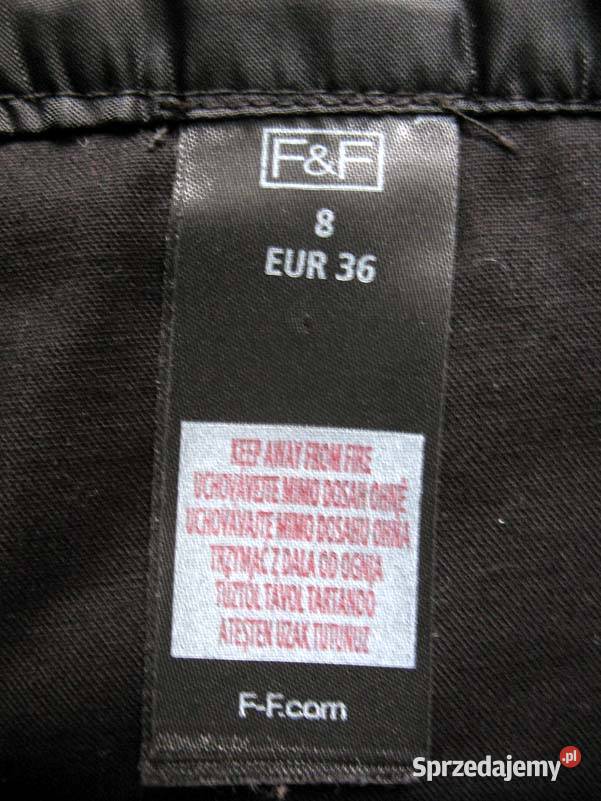 F&F
8
EUR 36
KEEP AWAY FROM FIRE
UCHOVÁVEJTE MIMO DOSAH OHNĚ
UCHOVÁVAJTE MIMO DOSAHU OHŇA
TRZYMAĆ Z DALA OD OGNIA
TŰZTŐL TÁVOL TARTANDÓ
ATEŞTEN UZAK TUTUNUZ
F-F.com
Sprzedajemy.pl